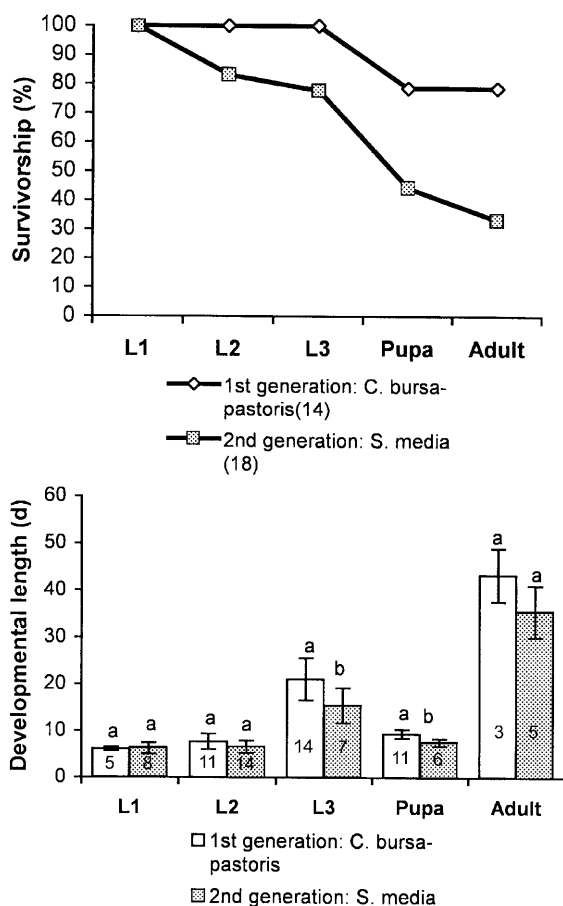 100
90
80
70
60
50
40
30
20
10
0
Survivorship (%)
L1 L2 L3 Pupa Adult
1st generation: C. bursa-
pastoris(14)
2nd generation: S. media
(18)
60
50
40
30
20
10
0
Developmental length (d)
a a a a a b a b a a
5 8 11 14 14 7 11 6 3 5
L1 L2 L3 Pupa Adult
1st generation: C. bursa-
pastoris
2nd generation: S. media